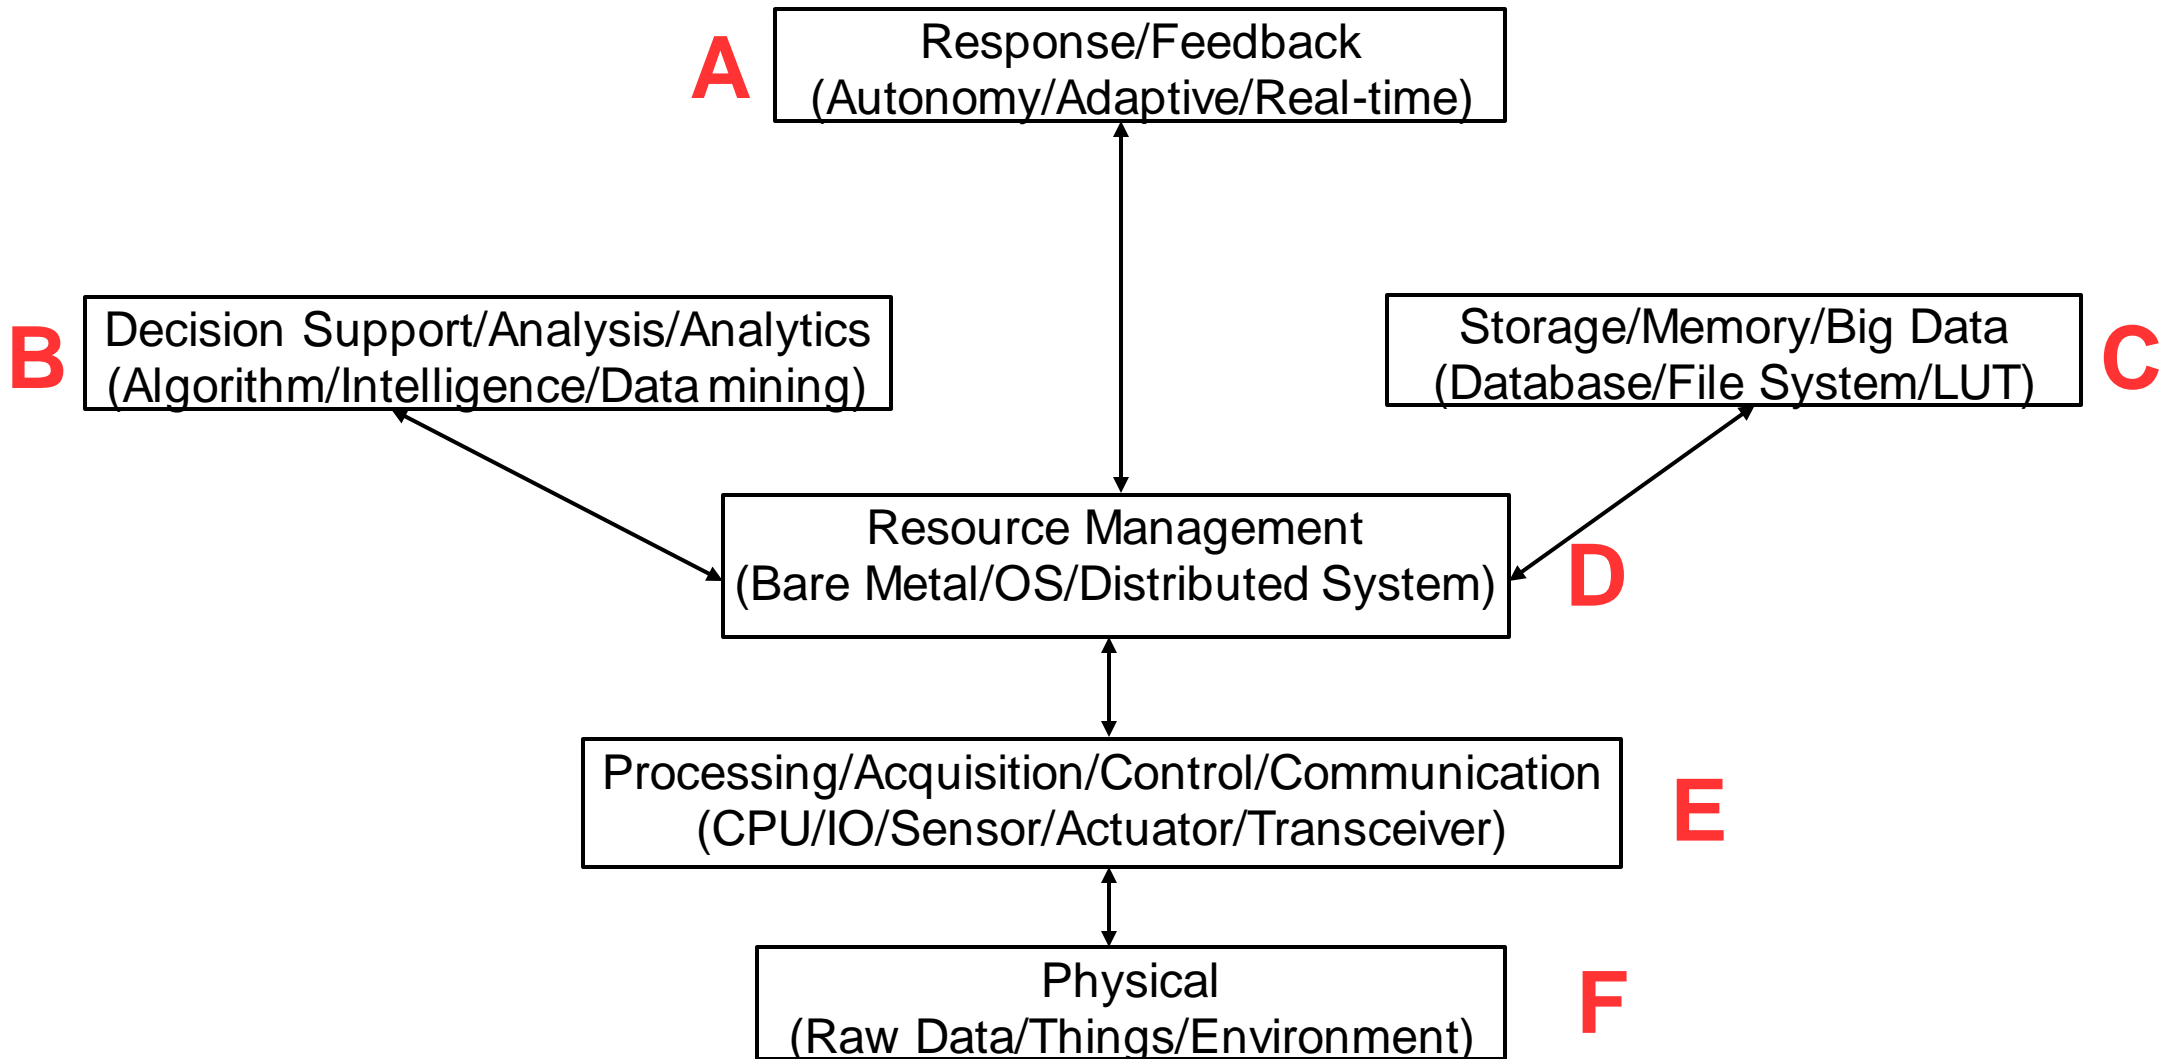 A
Response/Feedback
(Autonomy/Adaptive/Real-time)
B
Decision Support/Analysis/Analytics
(Algorithm/Intelligence/Data mining)
Storage/Memory/Big Data
(Database/File System/LUT)
C
Resource Management
(Bare Metal/OS/Distributed System)
D
Processing/Acquisition/Control/Communication
(CPU/IO/Sensor/Actuator/Transceiver)
E
Physical
(Raw Data/Things/Environment)
F